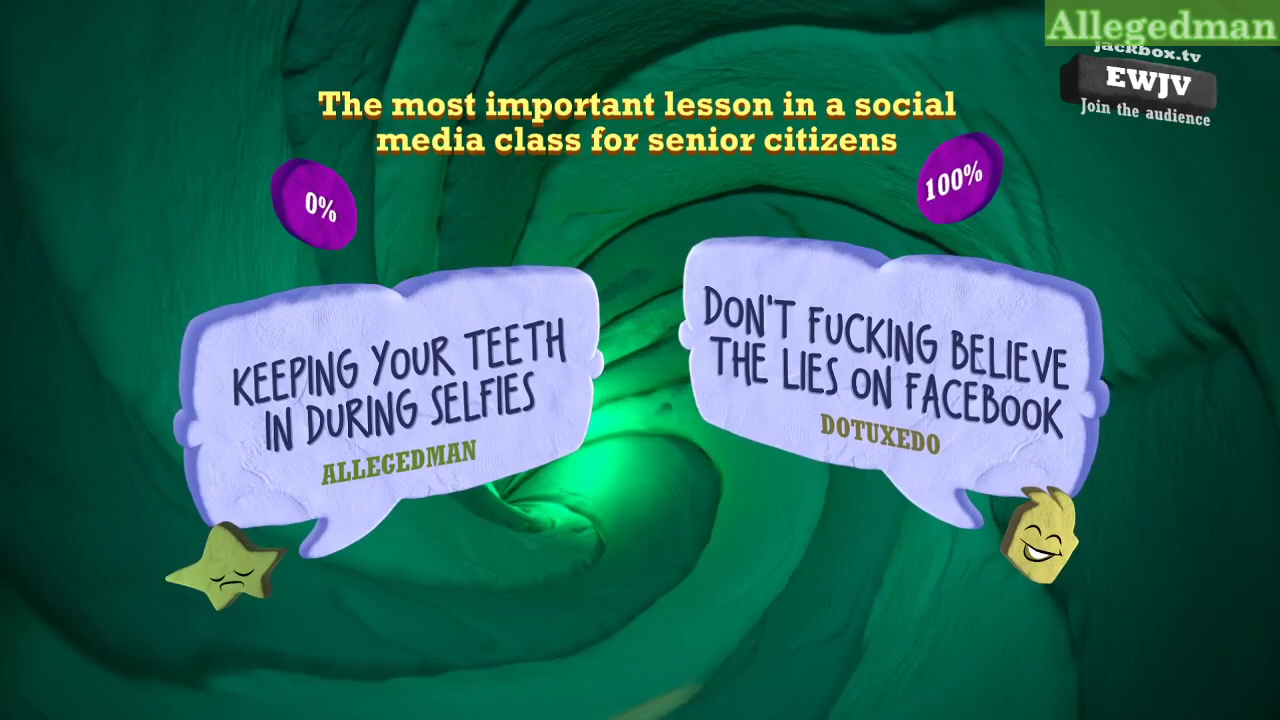 Allegedman
jackbox.tv
EWJV
Join the audience
The most important lesson in a social
media class for senior citizens
0%
100%
KEEPING YOUR TEETH
IN DURING SELFIES
ALLEGEDMAN
DON'T FUCKING BELIEVE
THE LIES ON FACEBOOK
DOTUXEDO